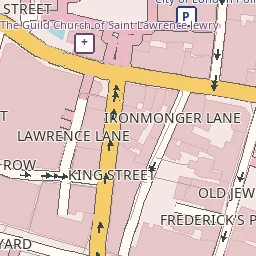 City of London Poli
STREET
The Guild Church of Saint Lawrence Jewry
P
IRONMONGER LANE
LAWRENCE LANE
ROW
KING STREET
OLD JEW
FREDERICK'S P
YARD